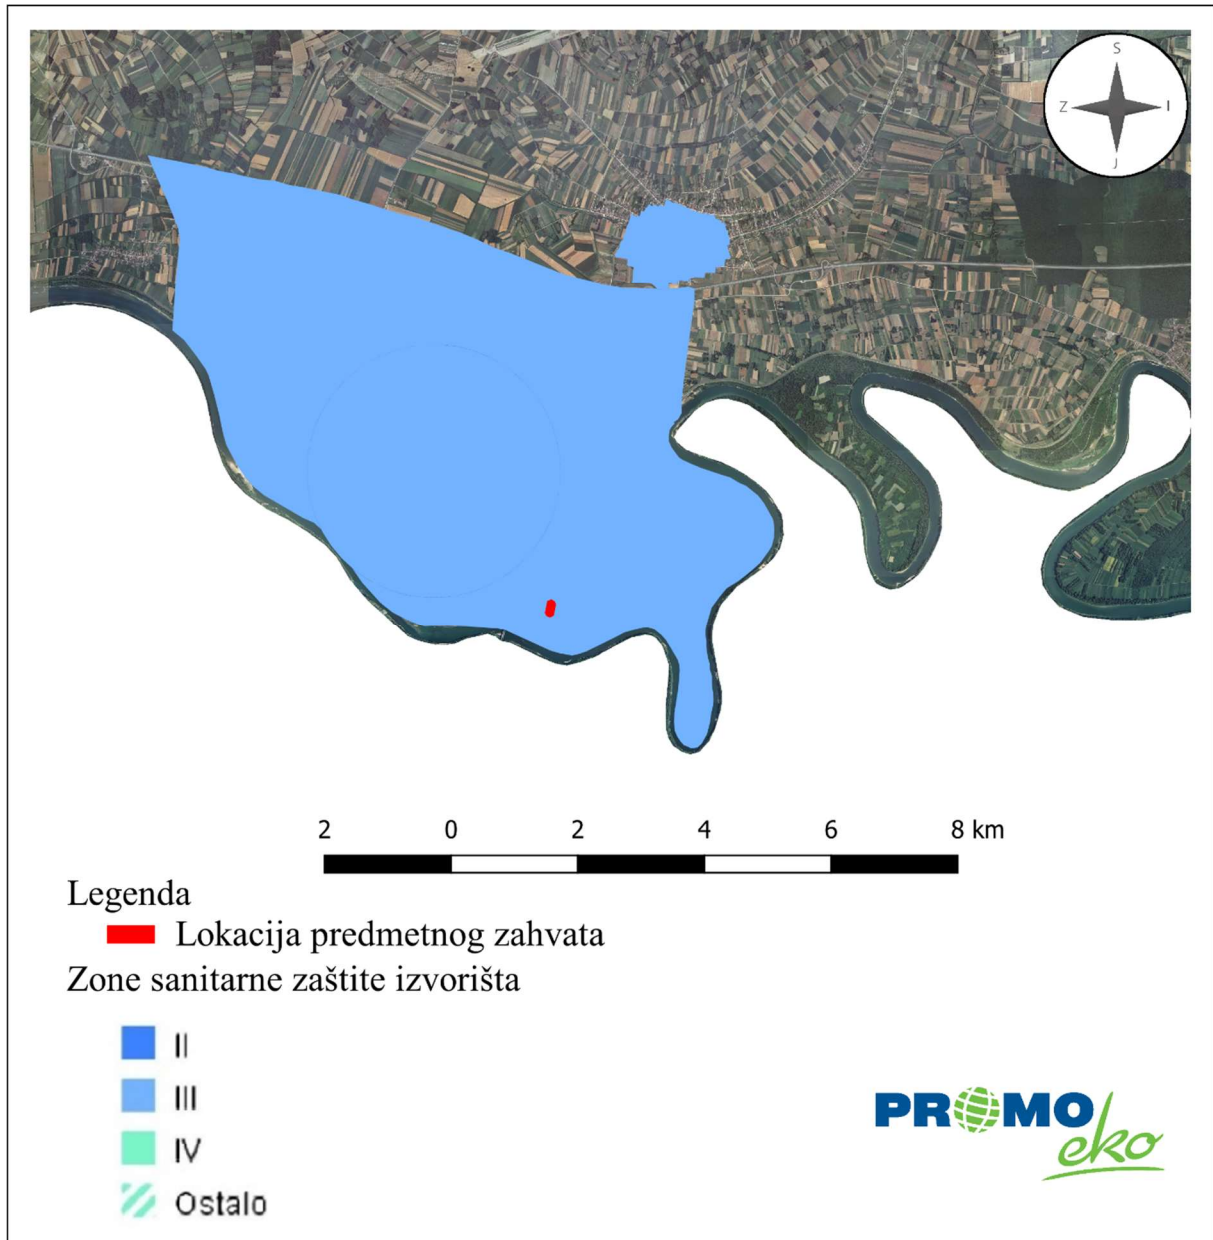 S
Z I
J
2 0 2 4 6 8 km
Legenda
Lokacija predmetnog zahvata
Zone sanitarne zaštite izvorišta
II
III
IV
Ostalo
PROMO
eko